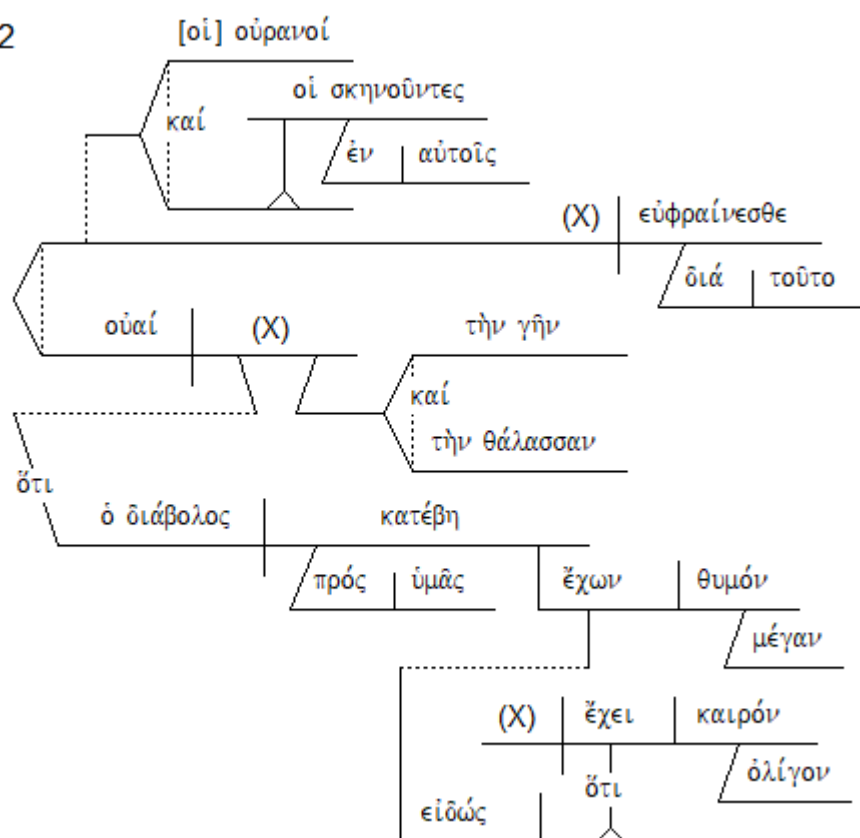 2
[οἱ] οὐρανοί
καί
οἱ σκηνοῦντες
ἐν αὐτοῖς
(X) εὐφραίνεσθε
διά τοῦτο
οὐαί (X) τὴν γῆν
καί
τὴν θάλασσαν
ὅτι
ὁ διάβολος κατέβη
πρός ὑμᾶς ἔχων θυμόν
μέγαν
(X) ἔχει καιρόν
ὅτι ὀλίγον
εἰδώς